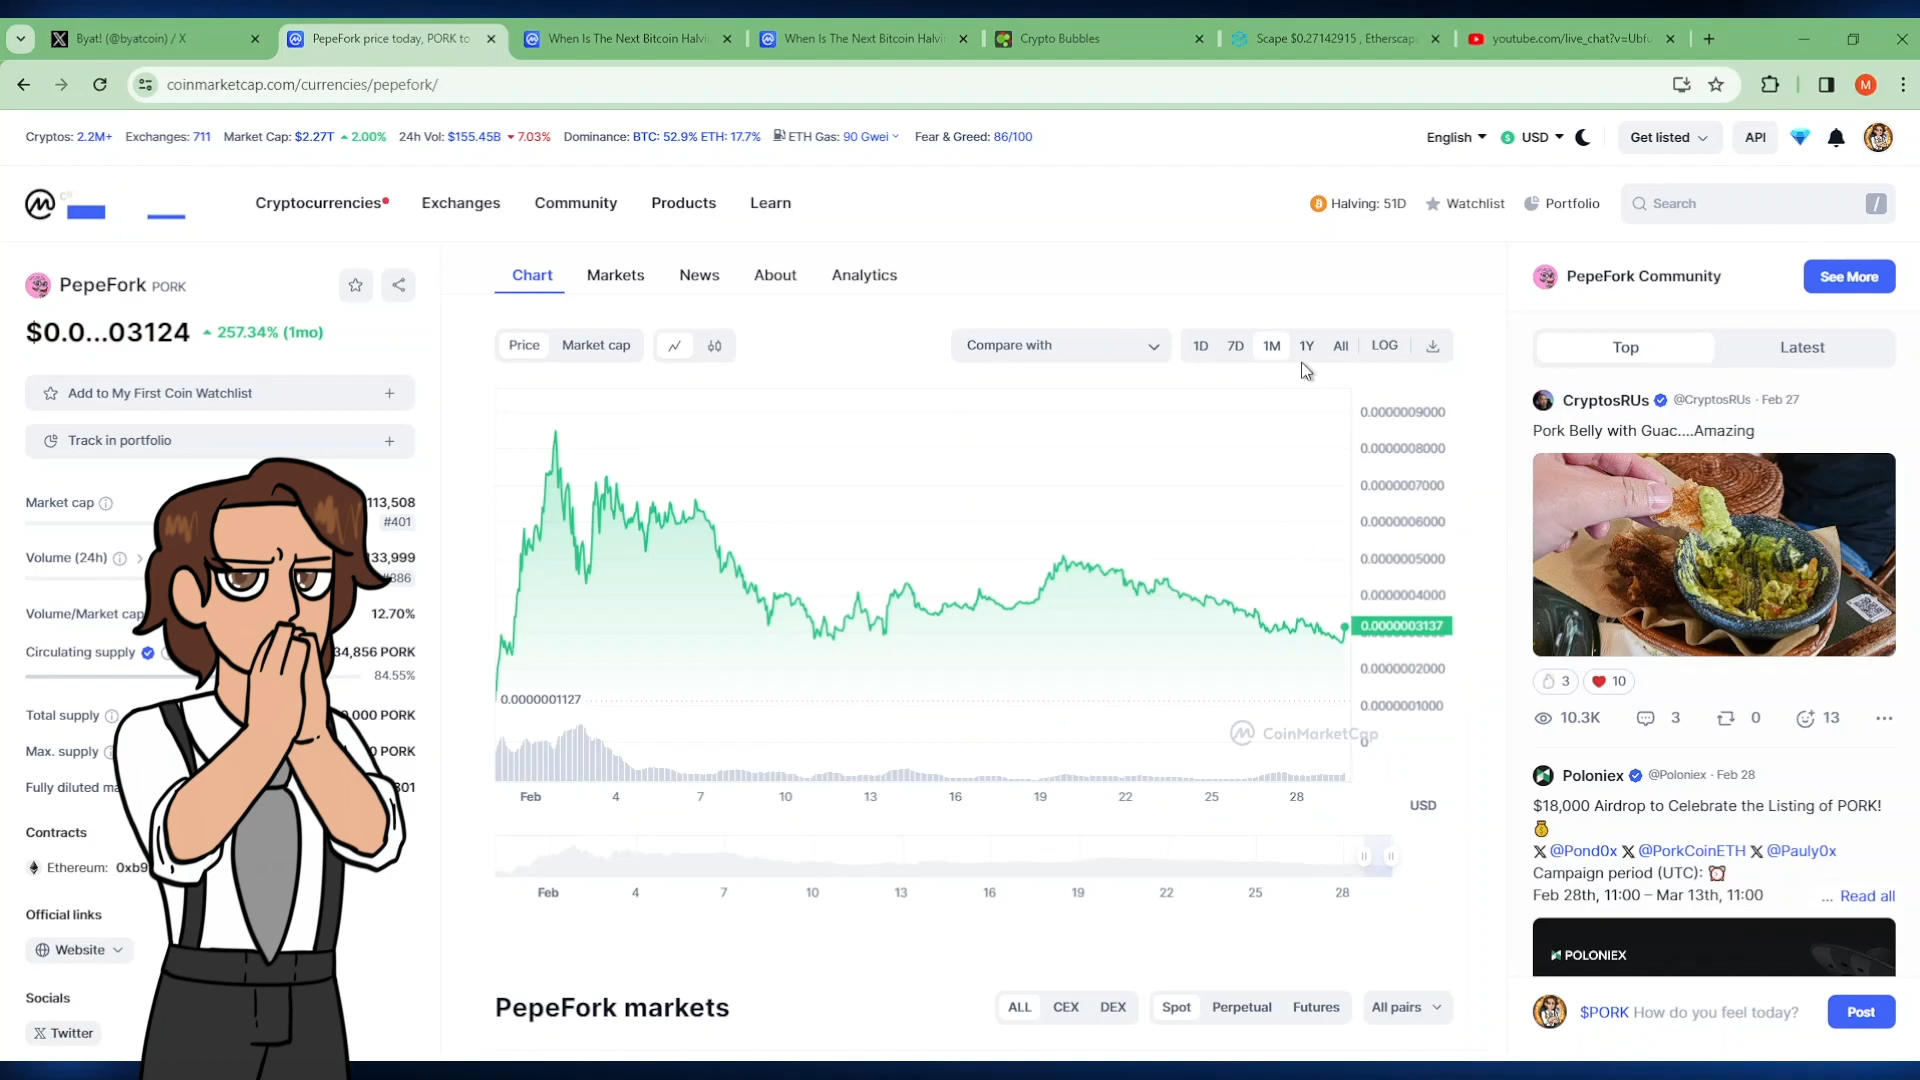 Byat! (@byatcoin) / X
PepeFork price today, PORK to
When Is The Next Bitcoin Halvi
When Is The Next Bitcoin Halvi
Crypto Bubbles
Scape $0.27142915 , Etherscap
youtube.com/live_chat?v=Ubfu
coinmarketcap.com/currencies/pepefork/
M
Cryptos: 2.2M+ Exchanges: 711 Market Cap: $2.27T 2.00% 24h Vol: $155.45B 7.03% Dominance: BTC: 52.9% ETH: 17.7% ETH Gas: 90 Gwei Fear & Greed: 86/100
English USD Get listed API
Cryptocurrencies Exchanges Community Products Learn
Halving: 51D Watchlist Portfolio Search /
PepeFork PORK
$0.0...03124 257.34% (1mo)
Add to My First Coin Watchlist +
Track in portfolio +
Market cap 113,508
#401
Volume (24h) 33,999
#386
Volume/Market cap 12.70%
Circulating supply 34,856 PORK
84.55%
Total supply 000 PORK
Max. supply 0 PORK
Fully diluted ma 301
Contracts
Ethereum: 0xb9
Official links
Website
Socials
Twitter
Chart Markets News About Analytics
Price Market cap
Compare with
1D 7D 1M 1Y All LOG
0.0000009000
0.0000008000
0.0000007000
0.0000006000
0.0000005000
0.0000004000
0.0000003137
0.0000002000
0.0000001000
0
0.0000001127
CoinMarketCap
Feb 4 7 10 13 16 19 22 25 28
USD
Feb 4 7 10 13 16 19 22 25 28
PepeFork markets
ALL CEX DEX
Spot Perpetual Futures
All pairs
PepeFork Community
See More
Top Latest
CryptosRUs @CryptosRUs · Feb 27
Pork Belly with Guac....Amazing
3 10
10.3K 3 0 13
Poloniex @Poloniex · Feb 28
$18,000 Airdrop to Celebrate the Listing of PORK!
@Pond0x @PorkCoinETH @Pauly0x
Campaign period (UTC):
Feb 28th, 11:00 – Mar 13th, 11:00 ... Read all
POLONIEX
$PORK How do you feel today?
Post